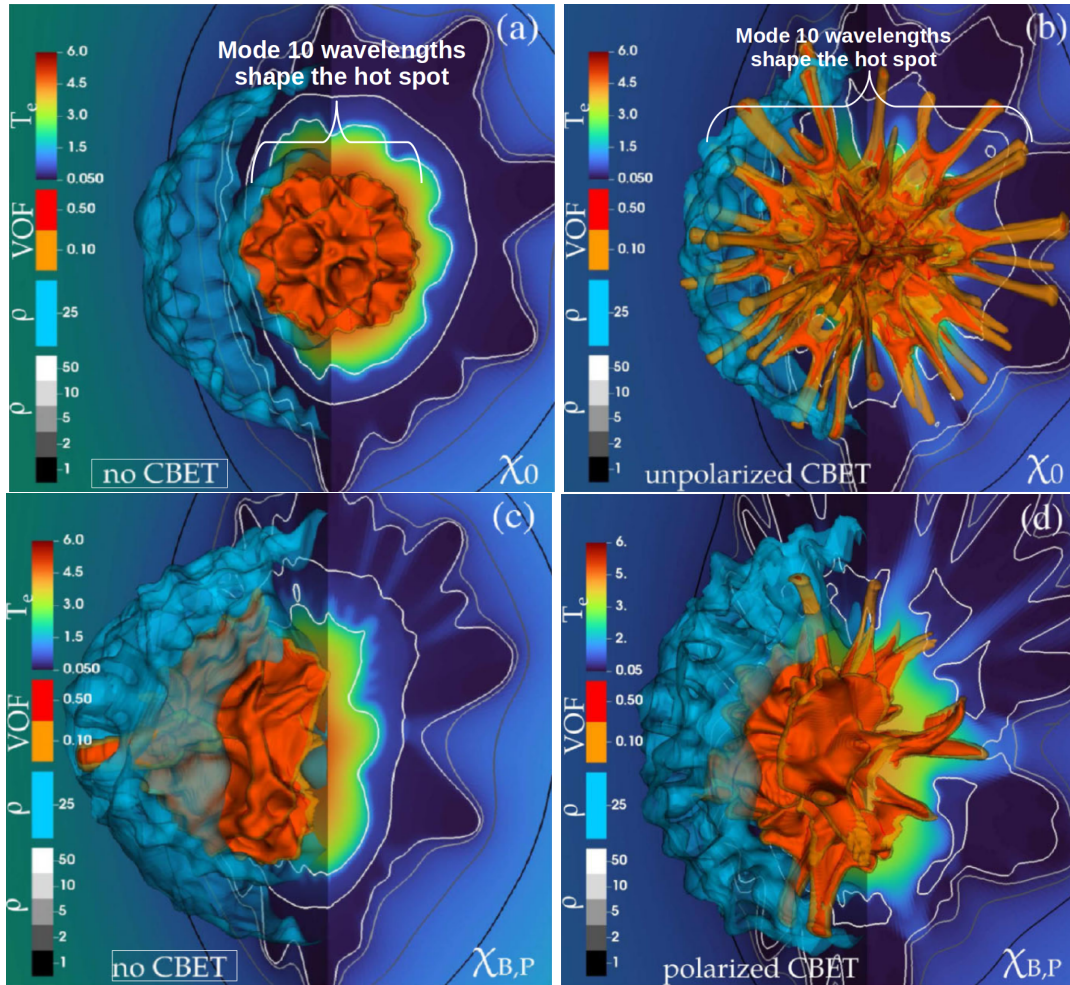 (a)
Mode 10 wavelengths
shape the hot spot
6.0
4.5
3.0
1.5
0.050
Te
0.50
0.10
VOF
25
ρ
50
10
5
2
1
ρ
no CBET
χ0
(b)
Mode 10 wavelengths
shape the hot spot
6.0
4.5
3.0
1.5
0.050
Te
0.50
0.10
VOF
25
ρ
50
10
5
2
1
ρ
unpolarized CBET
χ0
(c)
6.0
4.5
3.0
1.5
0.050
Te
0.50
0.10
VOF
25
ρ
50
10
5
2
1
ρ
no CBET
χB,P
(d)
6.
5.
3.
2.
0.05
Te
0.50
0.10
VOF
25
ρ
50
10
5
2
1
ρ
polarized CBET
χB,P